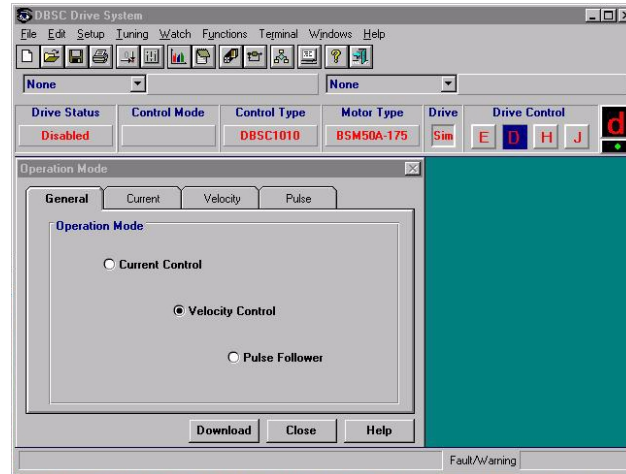 DBSC Drive System
File Edit Setup Tuning Watch Functions Terminal Windows Help
None None
Drive Status Control Mode Control Type Motor Type Drive Drive Control
Disabled DBSC1010 BSM50A-175 Sim E D H J d
Operation Mode
General Current Velocity Pulse
Operation Mode
Current Control
Velocity Control
Pulse Follower
Download Close Help
Fault/Warning